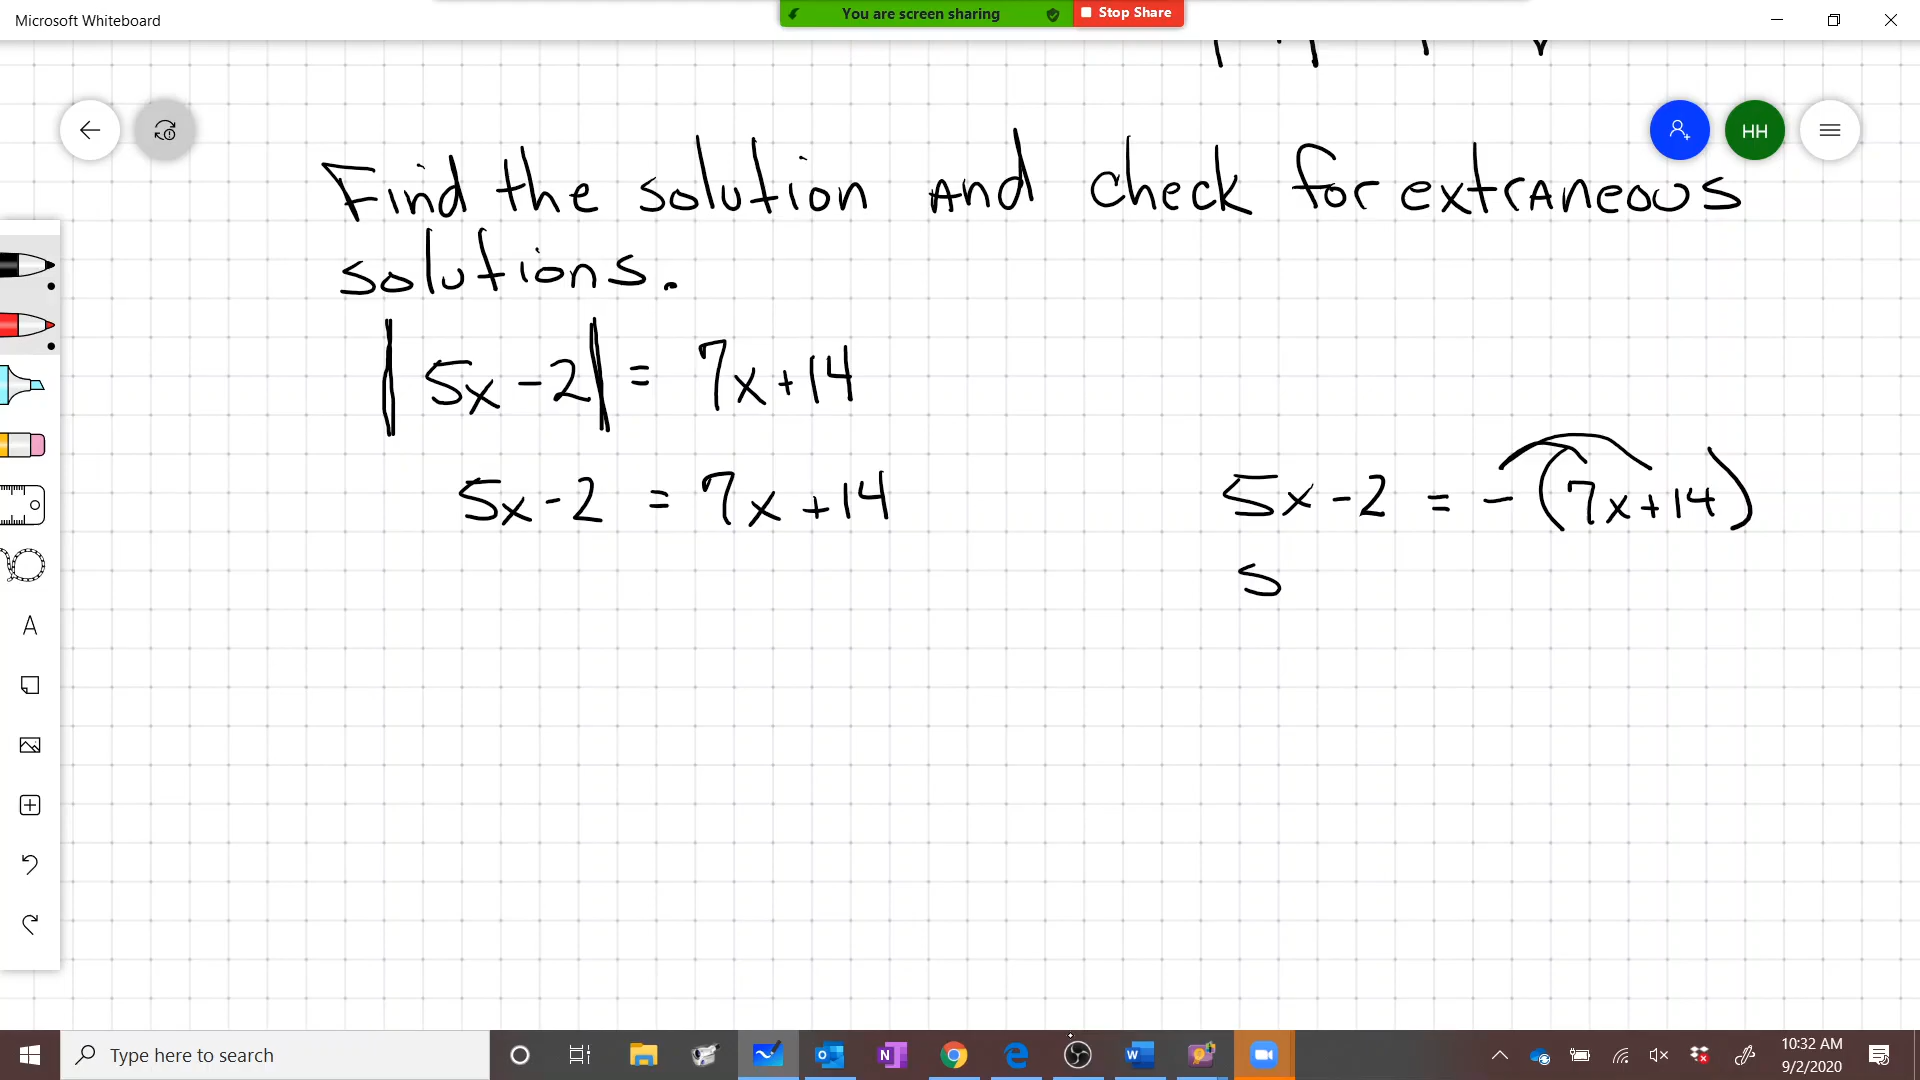 Microsoft Whiteboard
You are screen sharing
Stop Share
HH
Find the solution and check for extraneous
solutions.
|5x-2| = 7x+14
5x-2 = 7x+14
5x-2 = -(7x+14)
5
A
Type here to search
10:32 AM
9/2/2020